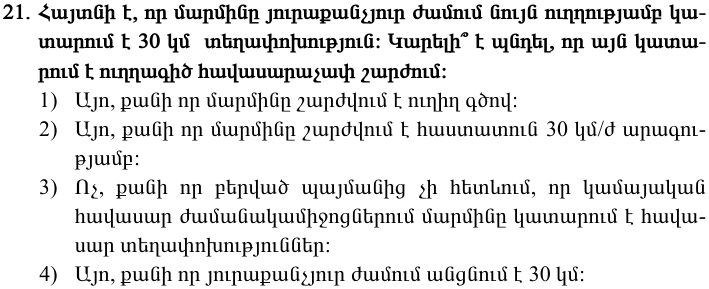 21. Հայտնի է, որ մարմինը յուրաքանչյուր ժամում նույն ուղղությամբ կա-
տարում է 30 կմ տեղափոխություն: Կարելի՞ է պնդել, որ այն կատա-
րում է ուղղագիծ հավասարաչափ շարժում:
1) Այո, քանի որ մարմինը շարժվում է ուղիղ գծով:
2) Այո, քանի որ մարմինը շարժվում է հաստատուն 30 կմ/ժ արագու-
թյամբ:
3) Ոչ, քանի որ բերված պայմանից չի հետևում, որ կամայական
հավասար ժամանակամիջոցներում մարմինը կատարում է հավա-
սար տեղափոխություններ:
4) Այո, քանի որ յուրաքանչյուր ժամում անցնում է 30 կմ: